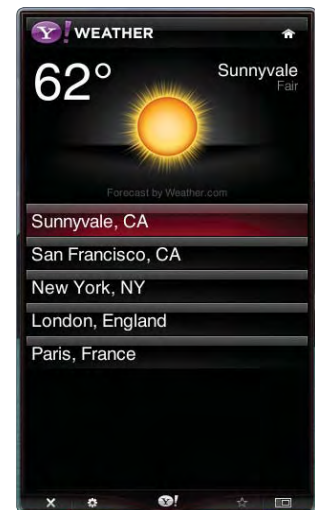 Y! WEATHER
62°
Sunnyvale
Fair
Forecast by Weather.com
Sunnyvale, CA
San Francisco, CA
New York, NY
London, England
Paris, France
Y!